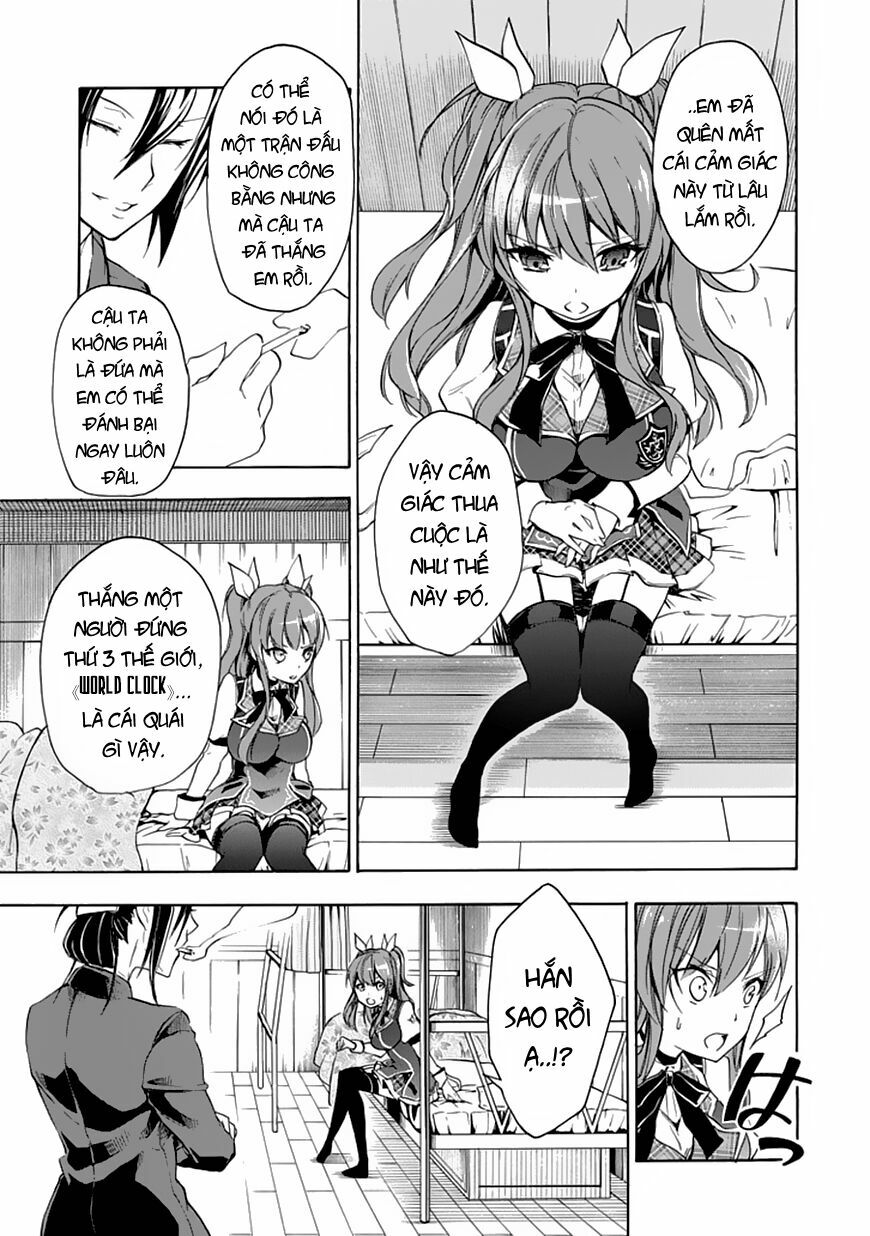 ..EM ĐÃ
QUÊN MẤT
CÁI CẢM GIÁC
NÀY TỪ LÂU
LẮM RỒI.
VẬY CẢM
GIÁC THUA
CUỘC LÀ
NHƯ THẾ
NÀY ĐÓ.
CÓ THỂ
NÓI ĐÓ LÀ
MỘT TRẬN ĐẤU
KHÔNG CÔNG
BẰNG NHƯNG
MÀ CẬU TA
ĐÃ THẮNG
EM RỒI.
CẬU TA
KHÔNG PHẢI
LÀ ĐỨA MÀ
EM CÓ THỂ
ĐÁNH BẠI
NGAY LUÔN
ĐÂU.
THẮNG MỘT
NGƯỜI ĐỨNG
THỨ 3 THẾ GIỚI,
《WORLD CLOCK》...
LÀ CÁI QUÁI
GÌ VẬY.
はっ
HẮN
SAO RỒI
Ạ..!?